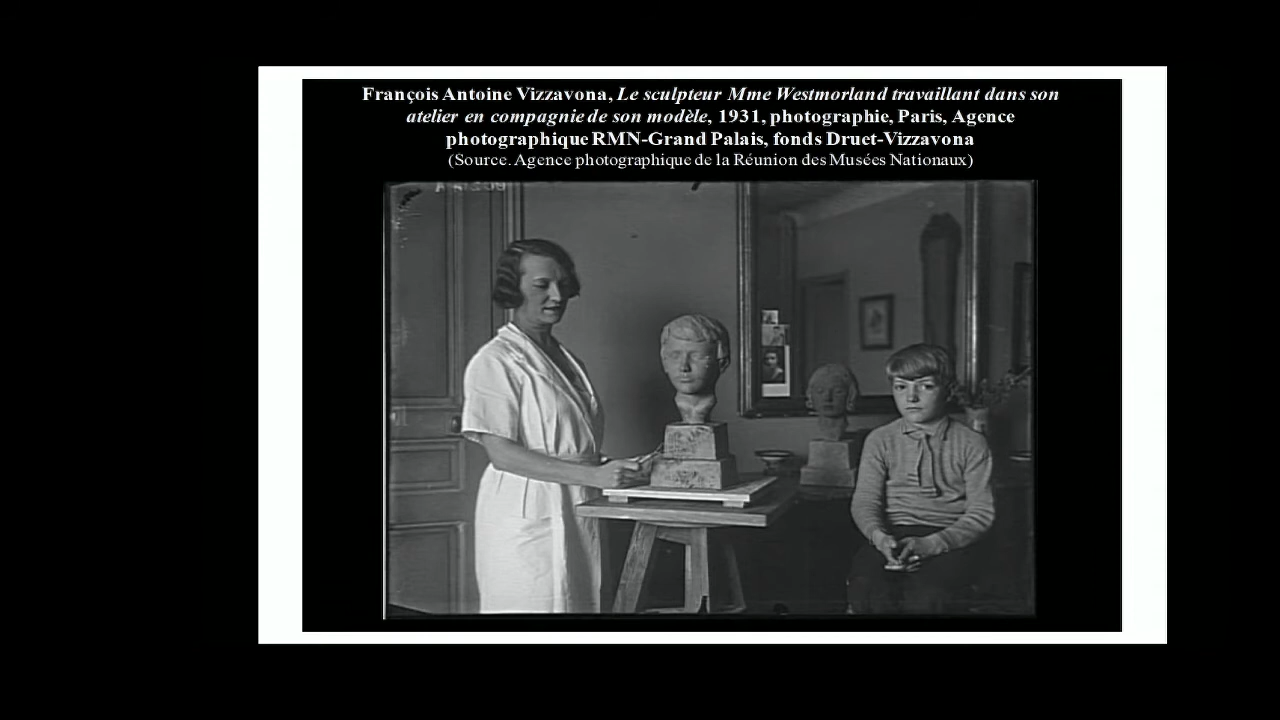 François Antoine Vizzavona, Le sculpteur Mme Westmorland travaillant dans son
atelier en compagnie de son modèle, 1931, photographie, Paris, Agence
photographique RMN-Grand Palais, fonds Druet-Vizzavona
(Source. Agence photographique de la Réunion des Musées Nationaux)